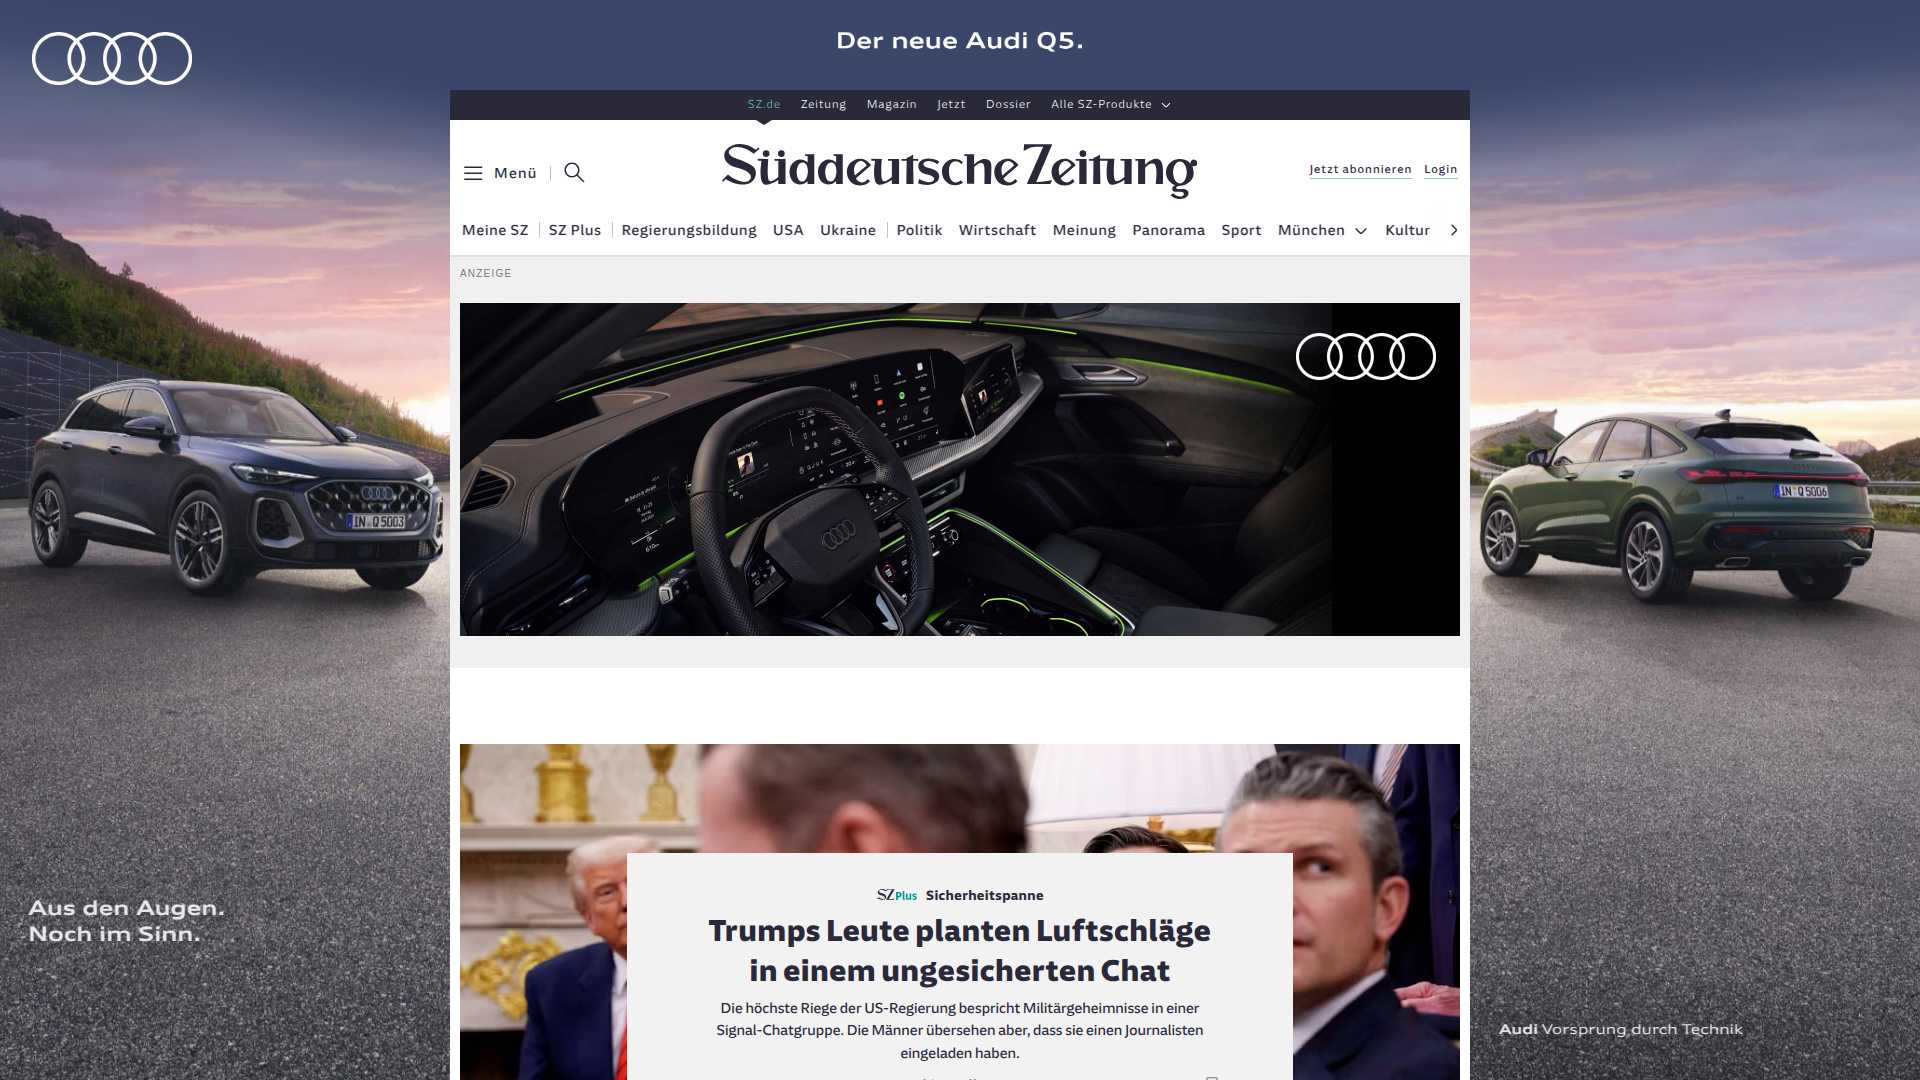 Der neue Audi Q5.
SZ.de Zeitung Magazin Jetzt Dossier Alle SZ-Produkte
Menü
Süddeutsche Zeitung
Jetzt abonnieren Login
Meine SZ SZ Plus Regierungsbildung USA Ukraine Politik Wirtschaft Meinung Panorama Sport München Kultur
ANZEIGE
IN Q 5003
IN Q 5006
SZ Plus Sicherheitspanne
Trumps Leute planten Luftschläge
in einem ungesicherten Chat
Die höchste Riege der US-Regierung bespricht Militärgeheimnisse in einer
Signal-Chatgruppe. Die Männer übersehen aber, dass sie einen Journalisten
eingeladen haben.
Aus den Augen.
Noch im Sinn.
Audi Vorsprung durch Technik